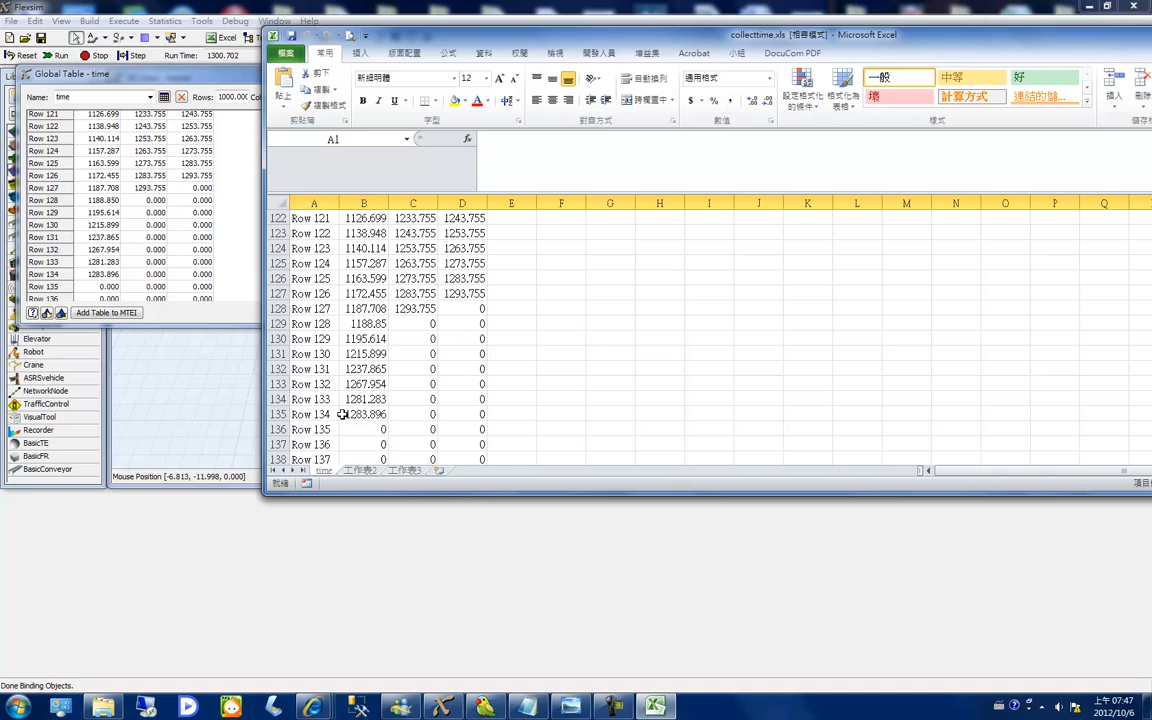 Flexsim
File Edit View Build Execute Statistics Tools Debug Window Help
Excel
Reset Run Stop Step Run Time: 1300.702
Global Table - time
Name: time Rows: 1000.00
Row 121 1126.699 1233.755 1243.755
Row 122 1138.948 1243.755 1253.755
Row 123 1140.114 1253.755 1263.755
Row 124 1157.287 1263.755 1273.755
Row 125 1163.599 1273.755 1283.755
Row 126 1172.455 1283.755 1293.755
Row 127 1187.708 1293.755 0.000
Row 128 1188.850 0.000 0.000
Row 129 1195.614 0.000 0.000
Row 130 1215.899 0.000 0.000
Row 131 1237.865 0.000 0.000
Row 132 1267.954 0.000 0.000
Row 133 1281.283 0.000 0.000
Row 134 1283.896 0.000 0.000
Row 135 0.000 0.000 0.000
Row 136 0.000 0.000 0.000
Add Table to MTEI
Elevator
Robot
Crane
ASRSvehicle
NetworkNode
TrafficControl
VisualTool
Recorder
BasicTE
BasicFR
BasicConveyor
Mouse Position [-6.813, -11.998, 0.000]
collecttime.xls [相容模式] - Microsoft Excel
檔案 常用 插入 版面配置 公式 資料 校閱 檢視 開發人員 增益集 Acrobat 小組 DocuCom PDF
貼上
剪下
複製
複製格式
剪貼簿
新細明體 12
B I U
字型
自動換列
跨欄置中
對齊方式
通用格式
$ % ,
數值
設定格式化的條件
格式化為表格
一般 中等 好
壞 計算方式 連結的儲...
樣式
插入 刪除
A1 fx
A B C D E F G H I J K L M N O P Q
122 Row 121 1126.699 1233.755 1243.755
123 Row 122 1138.948 1243.755 1253.755
124 Row 123 1140.114 1253.755 1263.755
125 Row 124 1157.287 1263.755 1273.755
126 Row 125 1163.599 1273.755 1283.755
127 Row 126 1172.455 1283.755 1293.755
128 Row 127 1187.708 1293.755 0
129 Row 128 1188.85 0 0
130 Row 129 1195.614 0 0
131 Row 130 1215.899 0 0
132 Row 131 1237.865 0 0
133 Row 132 1267.954 0 0
134 Row 133 1281.283 0 0
135 Row 134 1283.896 0 0
136 Row 135 0 0 0
137 Row 136 0 0 0
138 Row 137 0 0 0
time 工作表2 工作表3
就緒
Done Binding Objects.
上午 07:47
2012/10/6